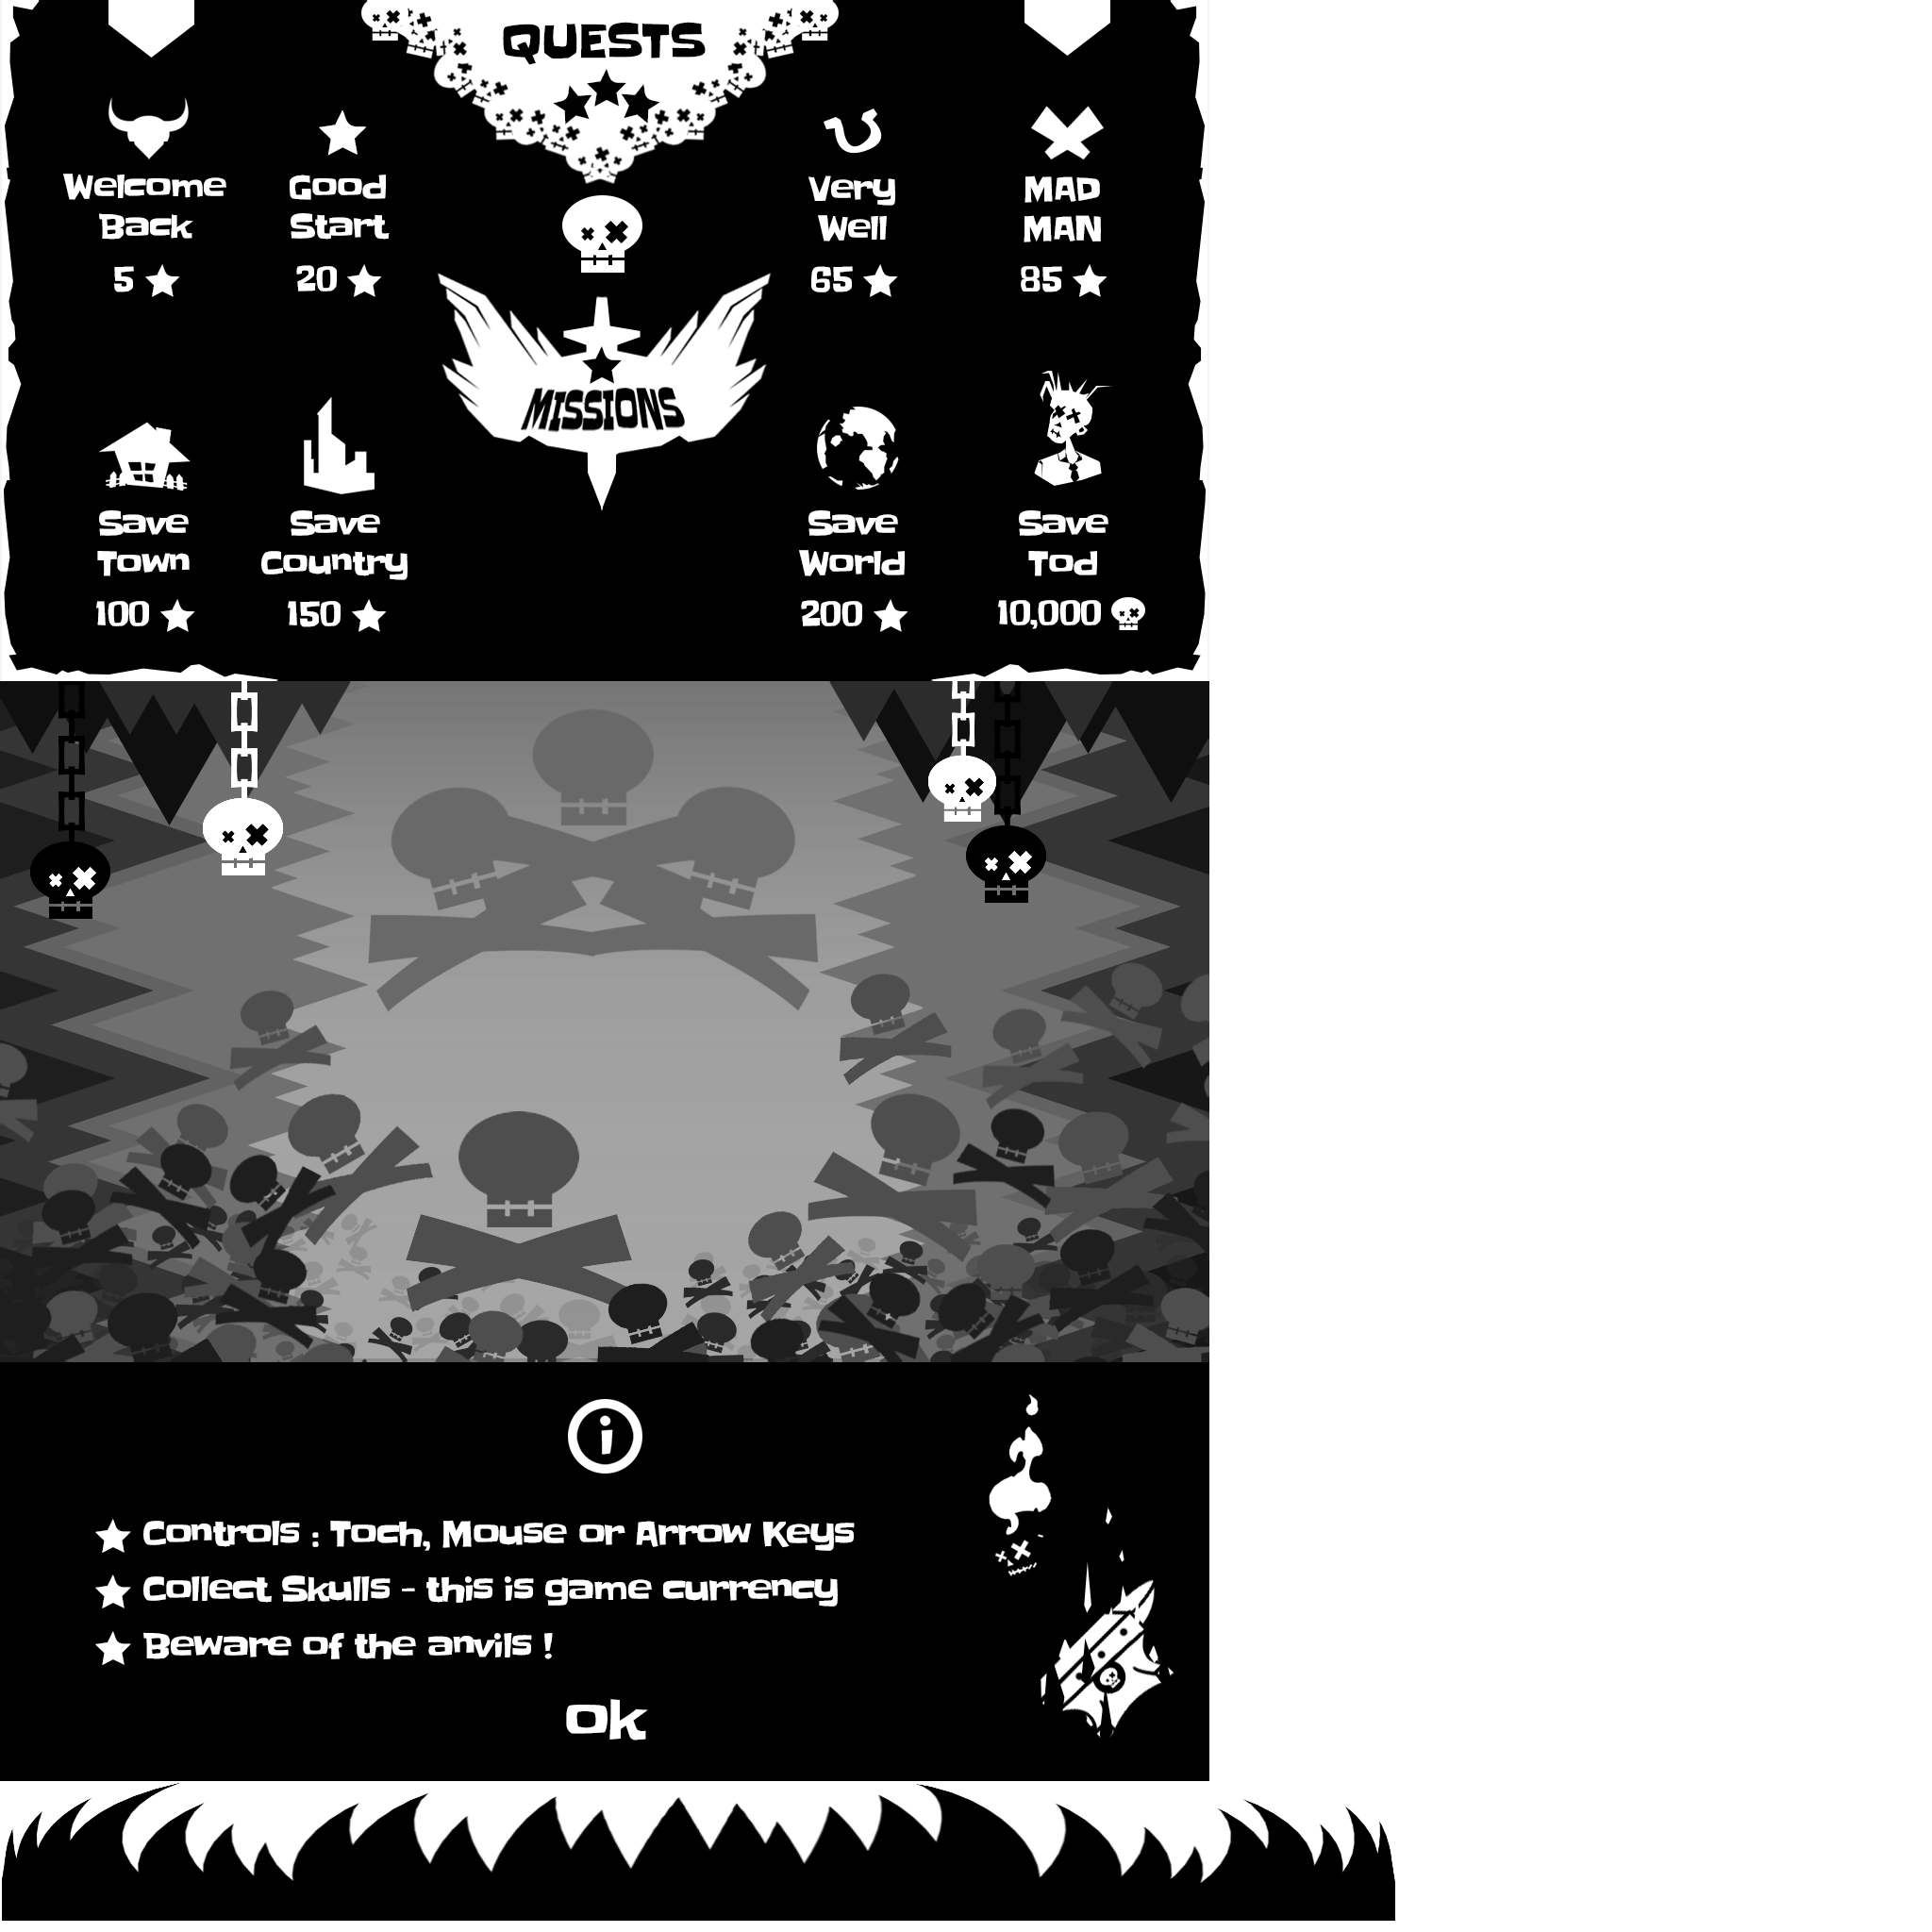 QUESTS
Welcome
Back
5
Good
Start
20
Very
Well
65
MAD
MAN
85
MISSIONS
Save
Town
100
Save
Country
150
Save
World
200
Save
Tod
10,000
i
Controls : Toch, Mouse or Arrow Keys
Collect Skulls - this is game currency
Beware of the anvils !
Ok